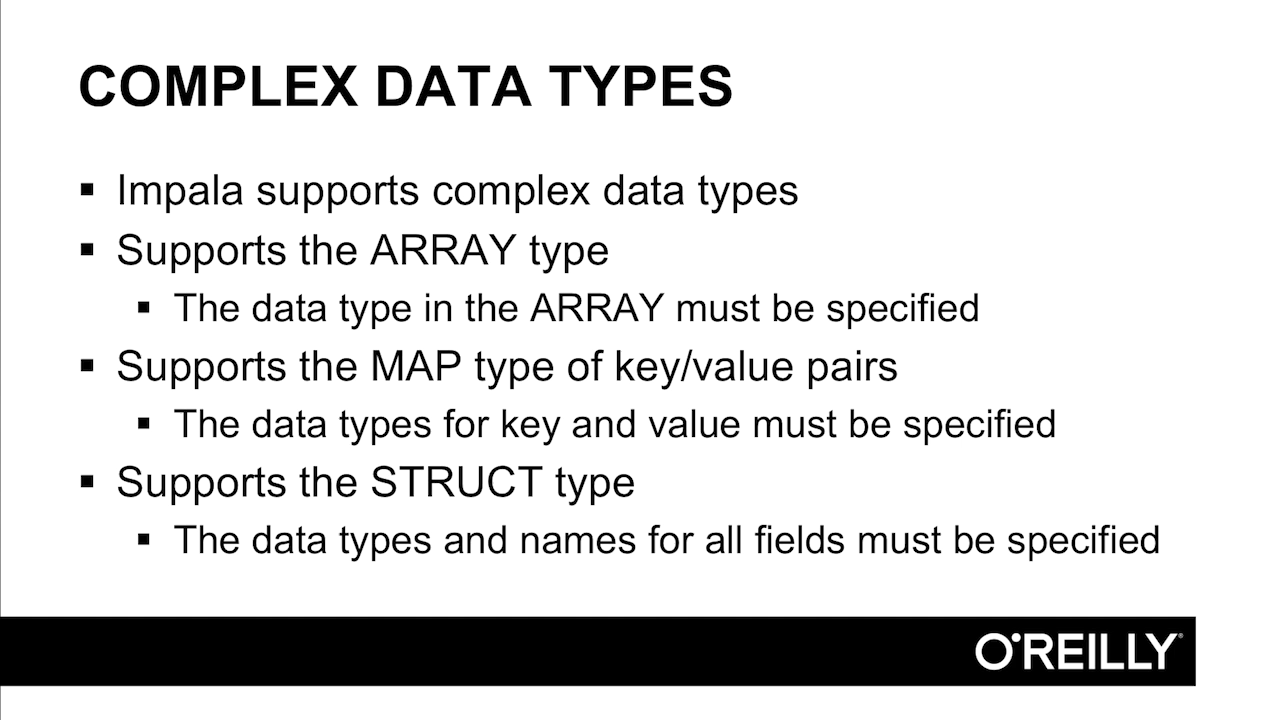 COMPLEX DATA TYPES
▪ Impala supports complex data types
▪ Supports the ARRAY type
▪ The data type in the ARRAY must be specified
▪ Supports the MAP type of key/value pairs
▪ The data types for key and value must be specified
▪ Supports the STRUCT type
▪ The data types and names for all fields must be specified
O'REILLY®